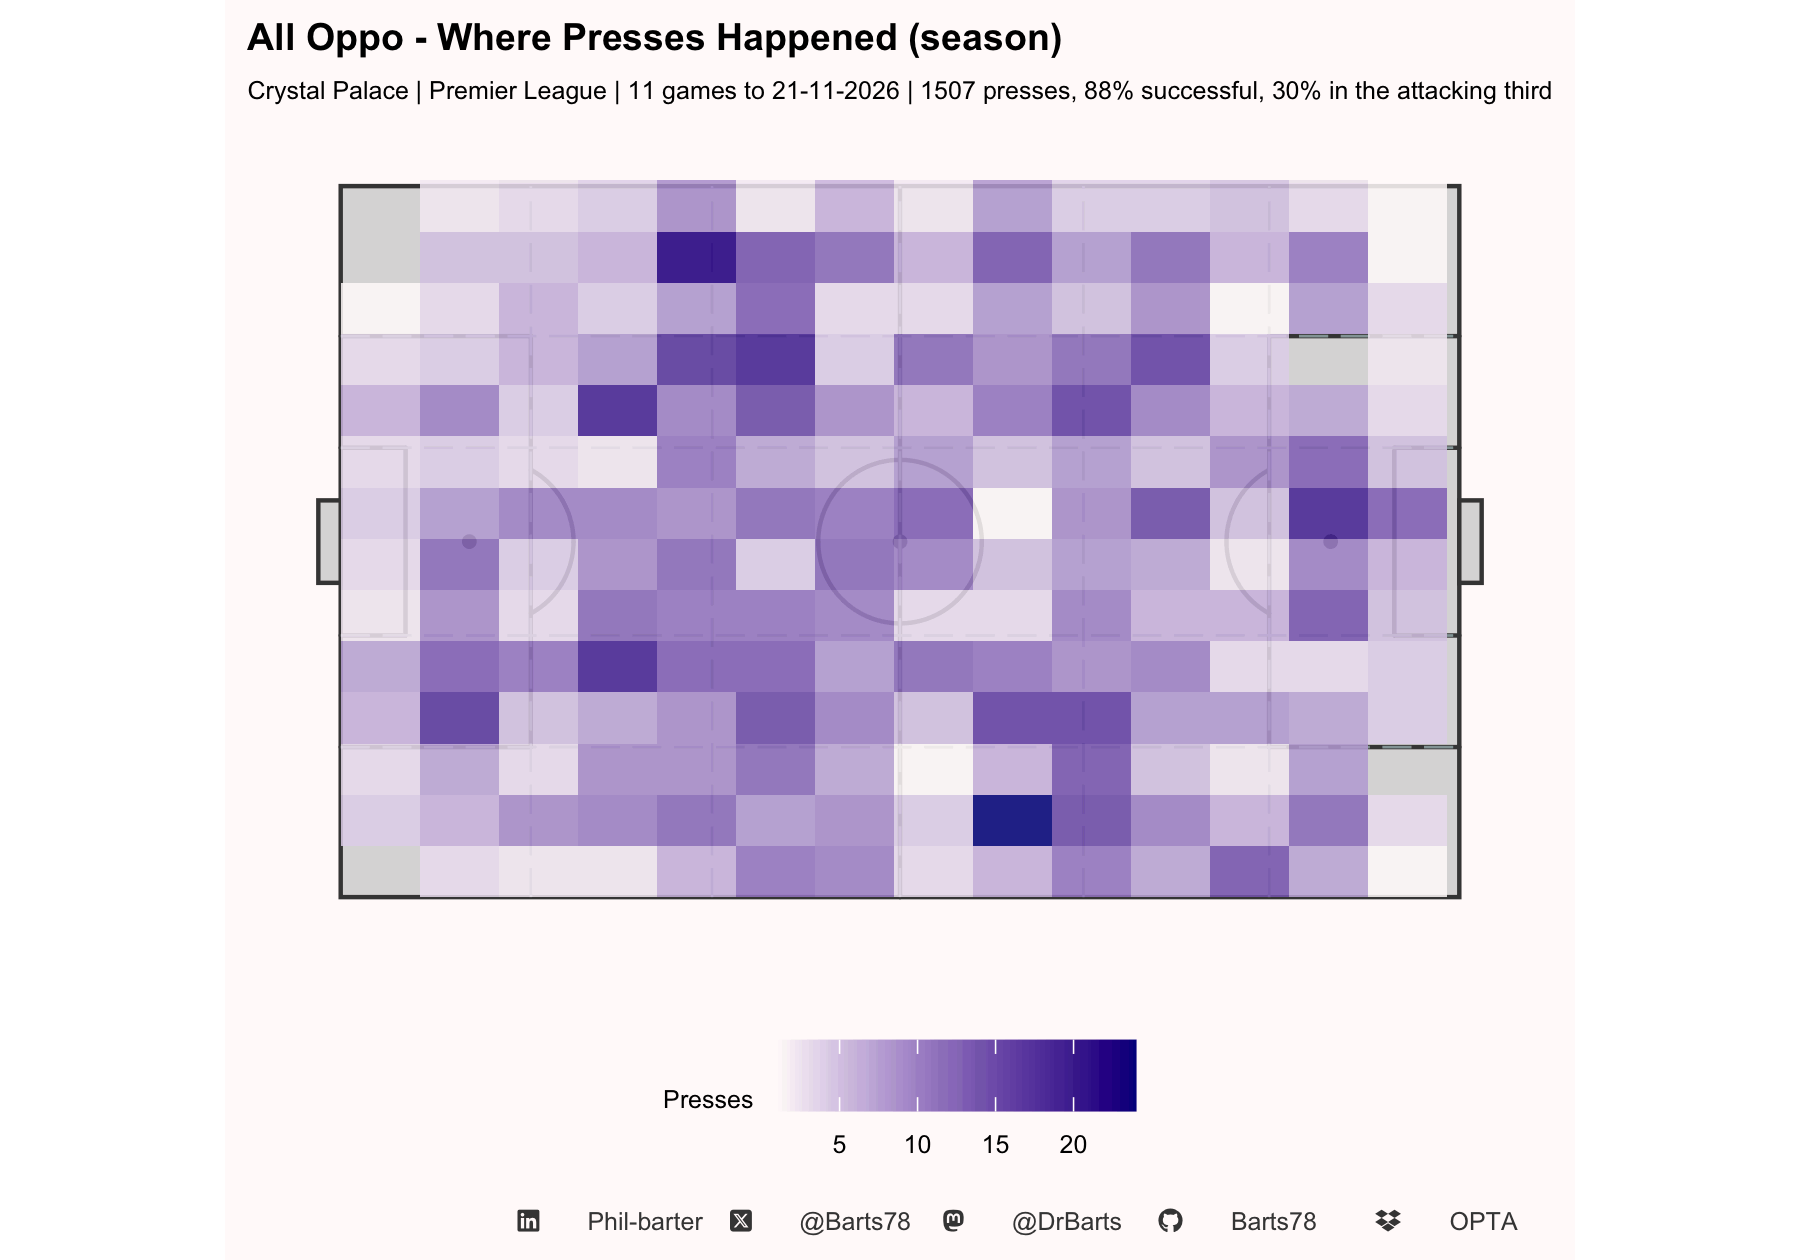 All Oppo - Where Presses Happened (season)
Crystal Palace | Premier League | 11 games to 21-11-2026 | 1507 presses, 88% successful, 30% in the attacking third
Presses
5 10 15 20
Phil-barter @Barts78 @DrBarts Barts78 OPTA